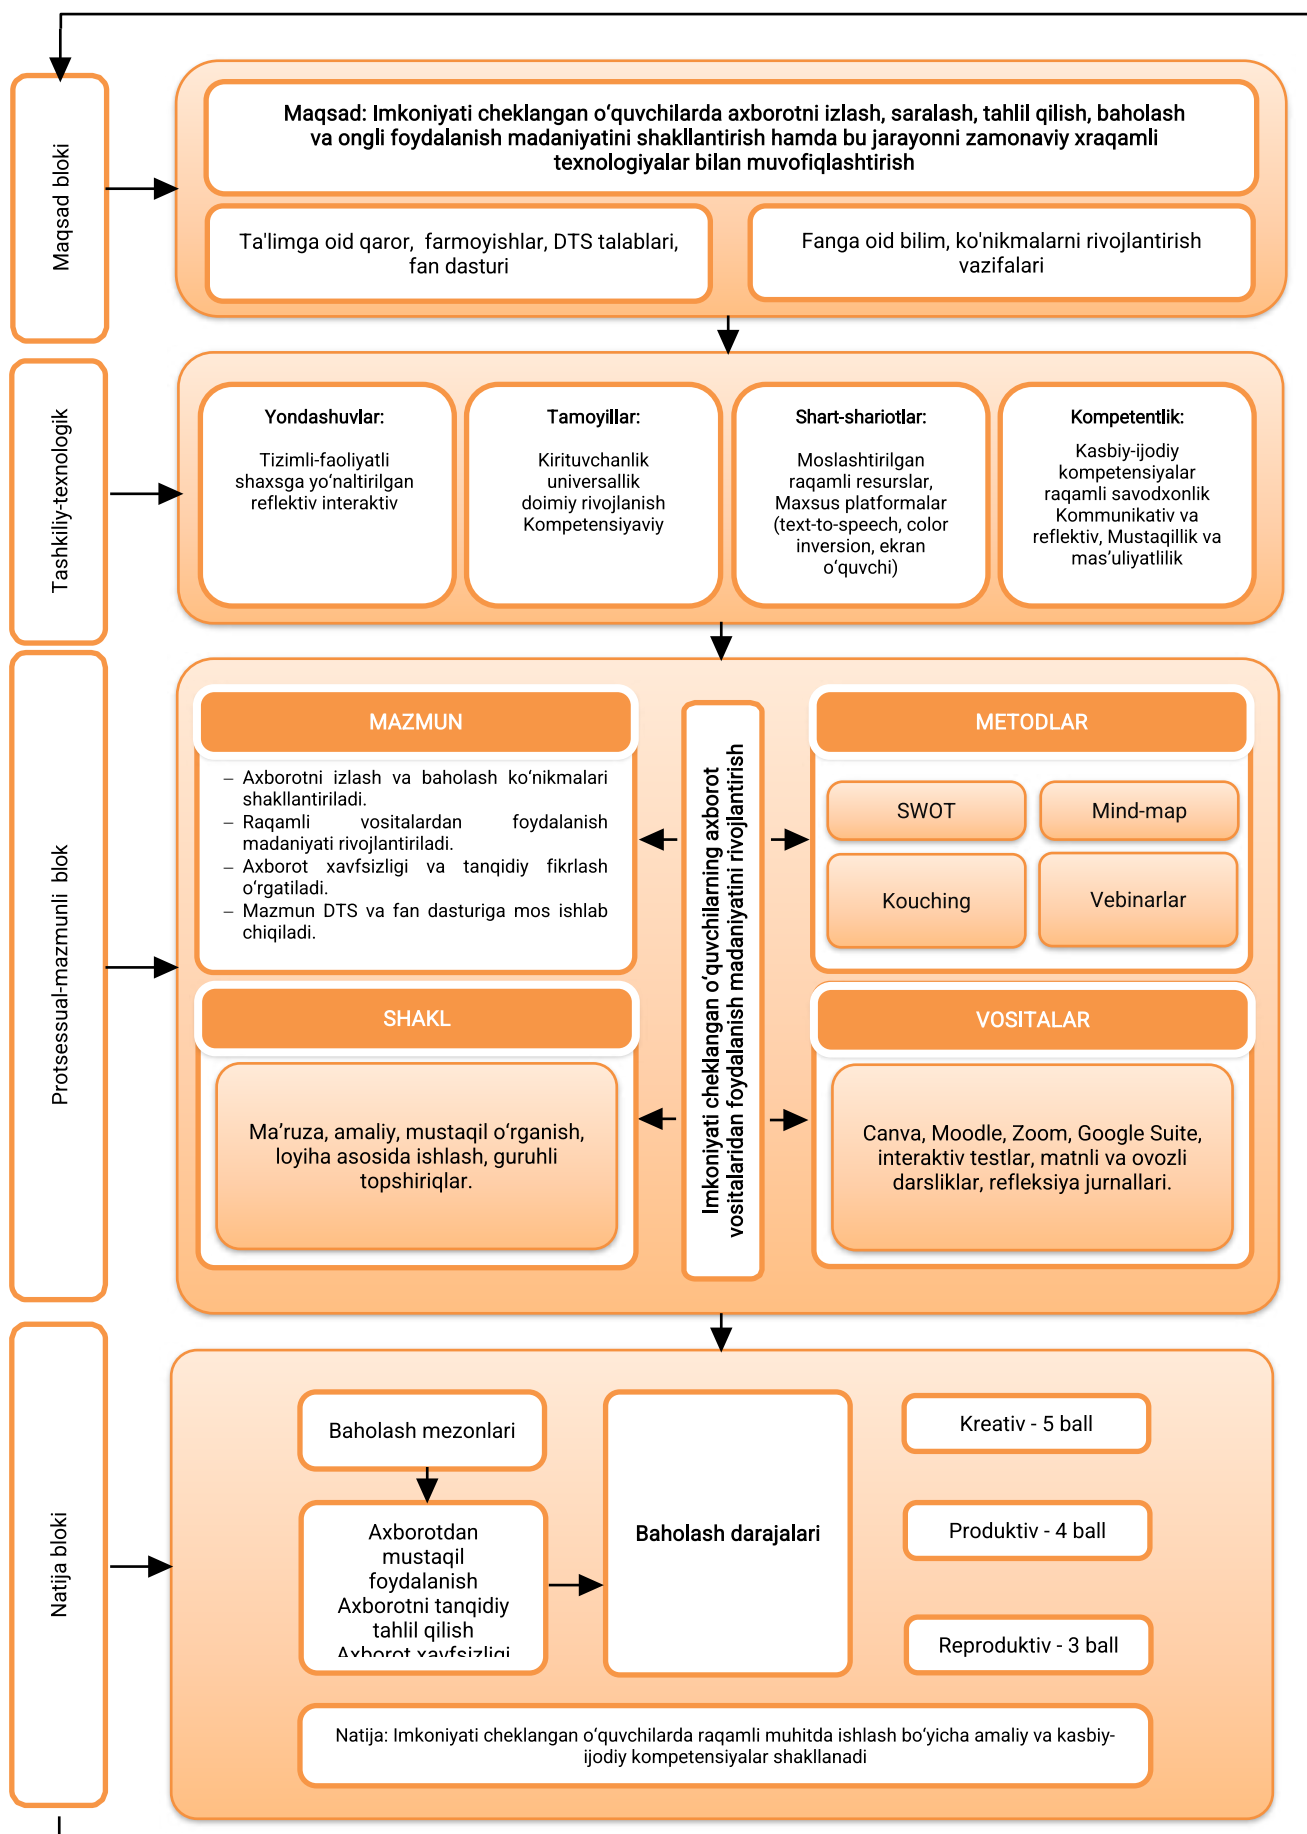 Maqsad bloki
Maqsad: Imkoniyati cheklangan o‘quvchilarda axborotni izlash, saralash, tahlil qilish, baholash
va ongli foydalanish madaniyatini shakllantirish hamda bu jarayonni zamonaviy xraqamli
texnologiyalar bilan muvofiqlashtirish
Ta'limga oid qaror,  farmoyishlar, DTS talablari,
fan dasturi
Fanga oid bilim, ko'nikmalarni rivojlantirish
vazifalari
Tashkiliy-texnologik
Yondashuvlar:
Tizimli-faoliyatli
shaxsga yo‘naltirilgan
reflektiv interaktiv
Tamoyillar:
Kirituvchanlik
universallik
doimiy rivojlanish
Kompetensiyaviy
Shart-shariotlar:
Moslashtirilgan
raqamli resurslar,
Maxsus platformalar
(text-to-speech, color
inversion, ekran
o‘quvchi)
Kompetentlik:
Kasbiy-ijodiy
kompetensiyalar
raqamli savodxonlik
Kommunikativ va
reflektiv, Mustaqillik va
mas’uliyatlilik
Protsessual-mazmunli blok
MAZMUN
– Axborotni izlash va baholash ko‘nikmalari
shakllantiriladi.
– Raqamli vositalardan foydalanish
madaniyati rivojlantiriladi.
– Axborot xavfsizligi va tanqidiy fikrlash
o‘rgatiladi.
– Mazmun DTS va fan dasturiga mos ishlab
chiqiladi.
SHAKL
Ma’ruza, amaliy, mustaqil o‘rganish,
loyiha asosida ishlash, guruhli
topshiriqlar.
Imkoniyati cheklangan o‘quvchilarning axborot
vositalaridan foydalanish madaniyatini rivojlantirish
METODLAR
SWOT
Mind-map
Kouching
Vebinarlar
VOSITALAR
Canva, Moodle, Zoom, Google Suite,
interaktiv testlar, matnli va ovozli
darsliklar, refleksiya jurnallari.
Natija bloki
Baholash mezonlari
Axborotdan
mustaqil
foydalanish
Axborotni tanqidiy
tahlil qilish
Axborot xavfsizligi
Baholash darajalari
Kreativ - 5 ball
Produktiv - 4 ball
Reproduktiv - 3 ball
Natija: Imkoniyati cheklangan o‘quvchilarda raqamli muhitda ishlash bo‘yicha amaliy va kasbiy-
ijodiy kompetensiyalar shakllanadi